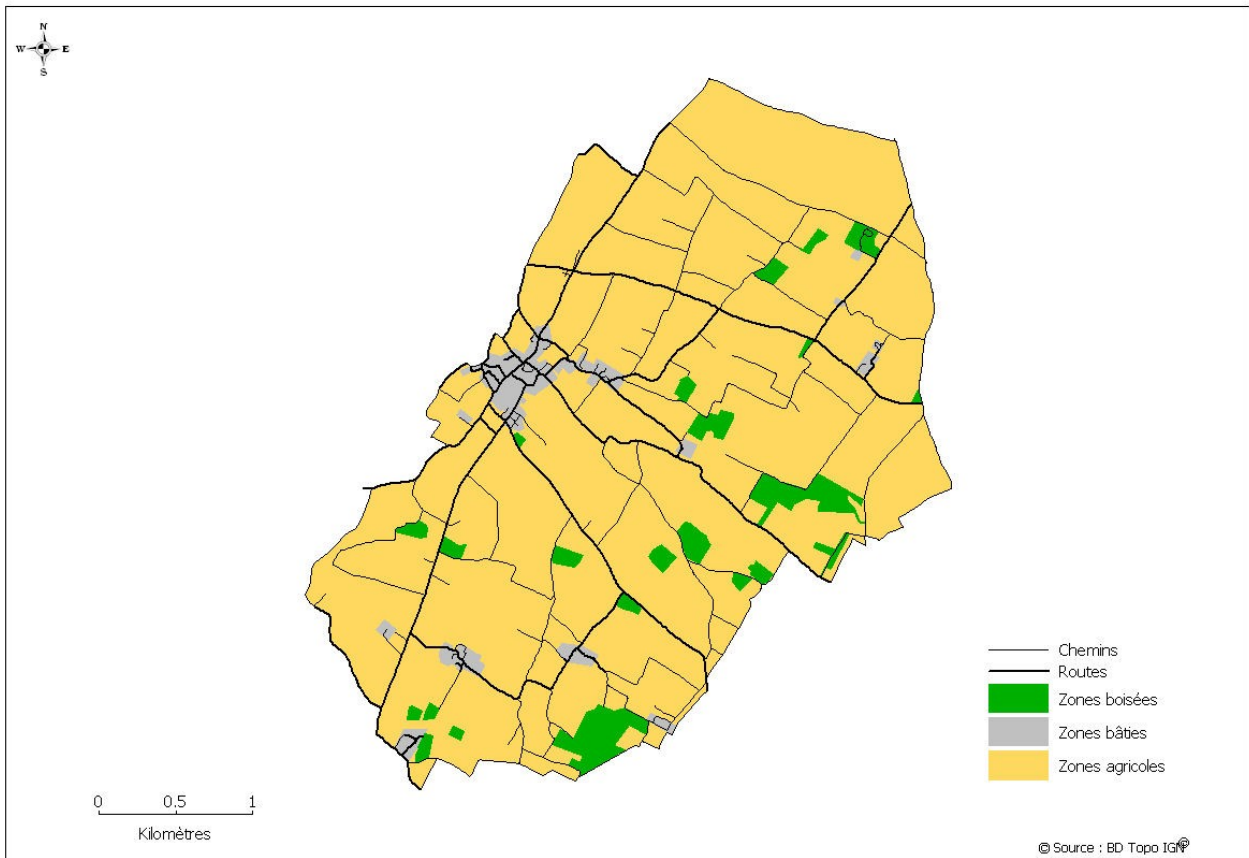 N
W E
S
Chemins
Routes
Zones boisées
Zones bâties
Zones agricoles
0 0.5 1
Kilomètres
© Source : BD Topo IGN®